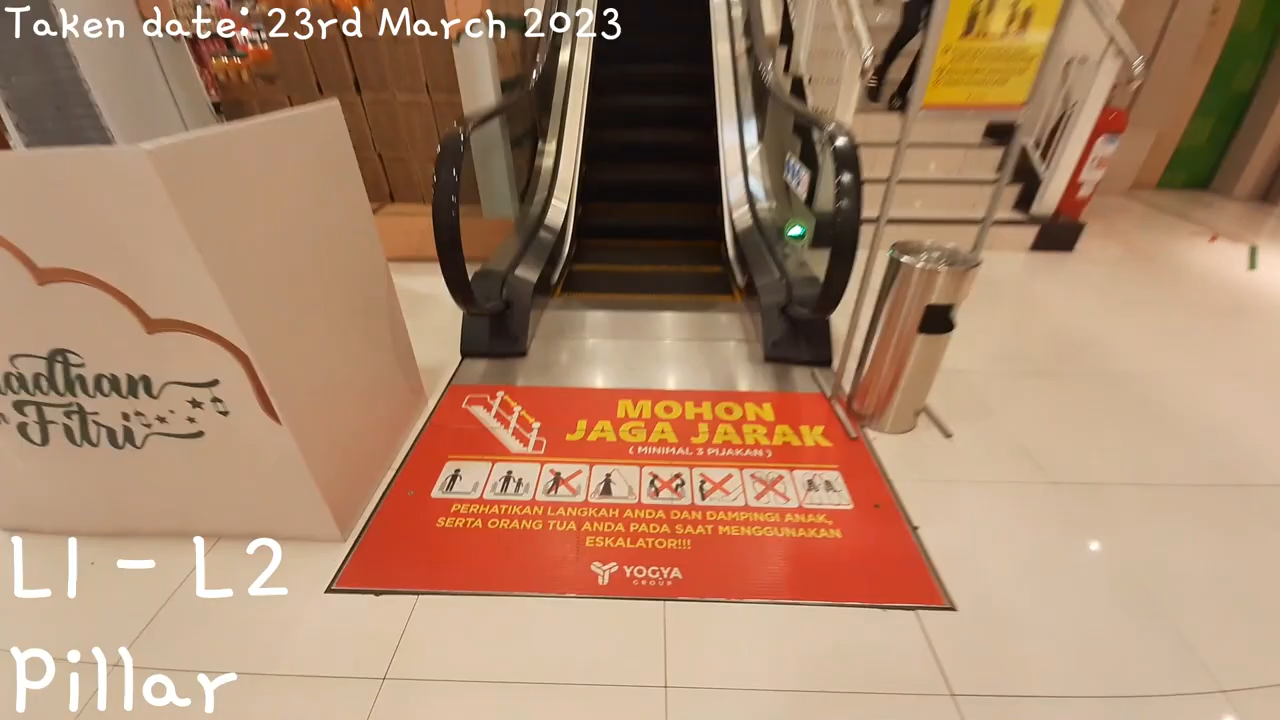 Taken date: 23rd March 2023
adhan
Fitri
MOHON
JAGA JARAK
( MINIMAL 3 PIJAKAN )
PERHATIKAN LANGKAH ANDA DAN DAMPINGI ANAK,
SERTA ORANG TUA ANDA PADA SAAT MENGGUNAKAN
ESKALATOR!!!
YOGYA
GROUP
L1 - L2
Pillar